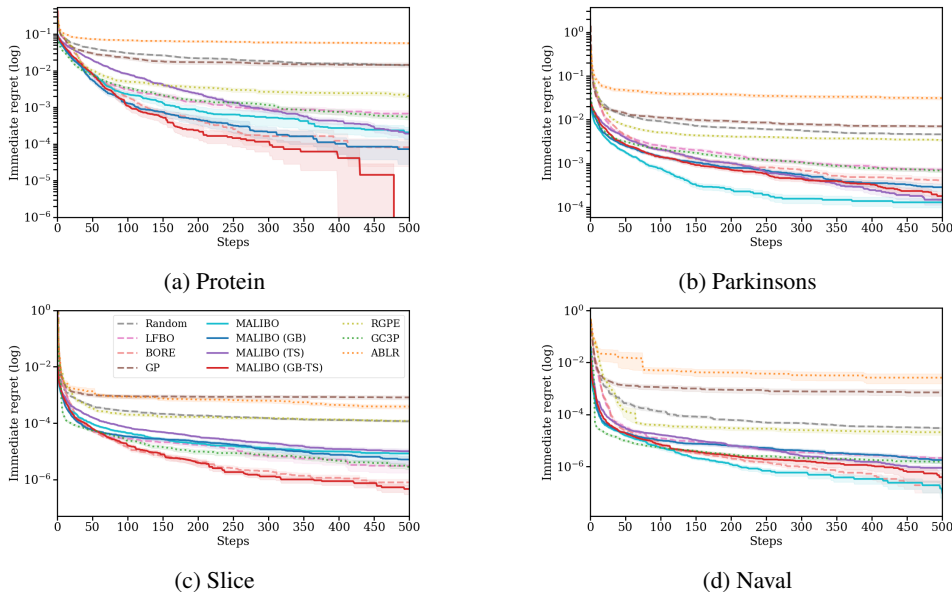 Immediate regret (log)
10⁻¹
10⁻²
10⁻³
10⁻⁴
10⁻⁵
10⁻⁶
0 50 100 150 200 250 300 350 400 450 500
Steps
(a) Protein
Immediate regret (log)
10⁰
10⁻¹
10⁻²
10⁻³
10⁻⁴
0 50 100 150 200 250 300 350 400 450 500
Steps
(b) Parkinsons
Immediate regret (log)
10⁰
10⁻²
10⁻⁴
10⁻⁶
Random MALIBO RGPE
LFBO MALIBO (GB) GC3P
BORE MALIBO (TS) ABLR
GP MALIBO (GB-TS)
0 50 100 150 200 250 300 350 400 450 500
Steps
(c) Slice
Immediate regret (log)
10⁰
10⁻²
10⁻⁴
10⁻⁶
0 50 100 150 200 250 300 350 400 450 500
Steps
(d) Naval